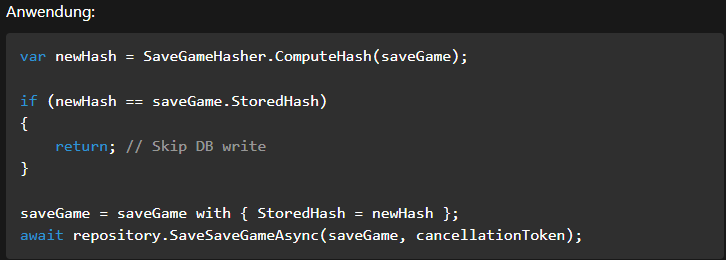 Anwendung:
var newHash = SaveGameHasher.ComputeHash(saveGame);
if (newHash == saveGame.StoredHash)
{
    return; // Skip DB write
}
saveGame = saveGame with { StoredHash = newHash };
await repository.SaveSaveGameAsync(saveGame, cancellationToken);